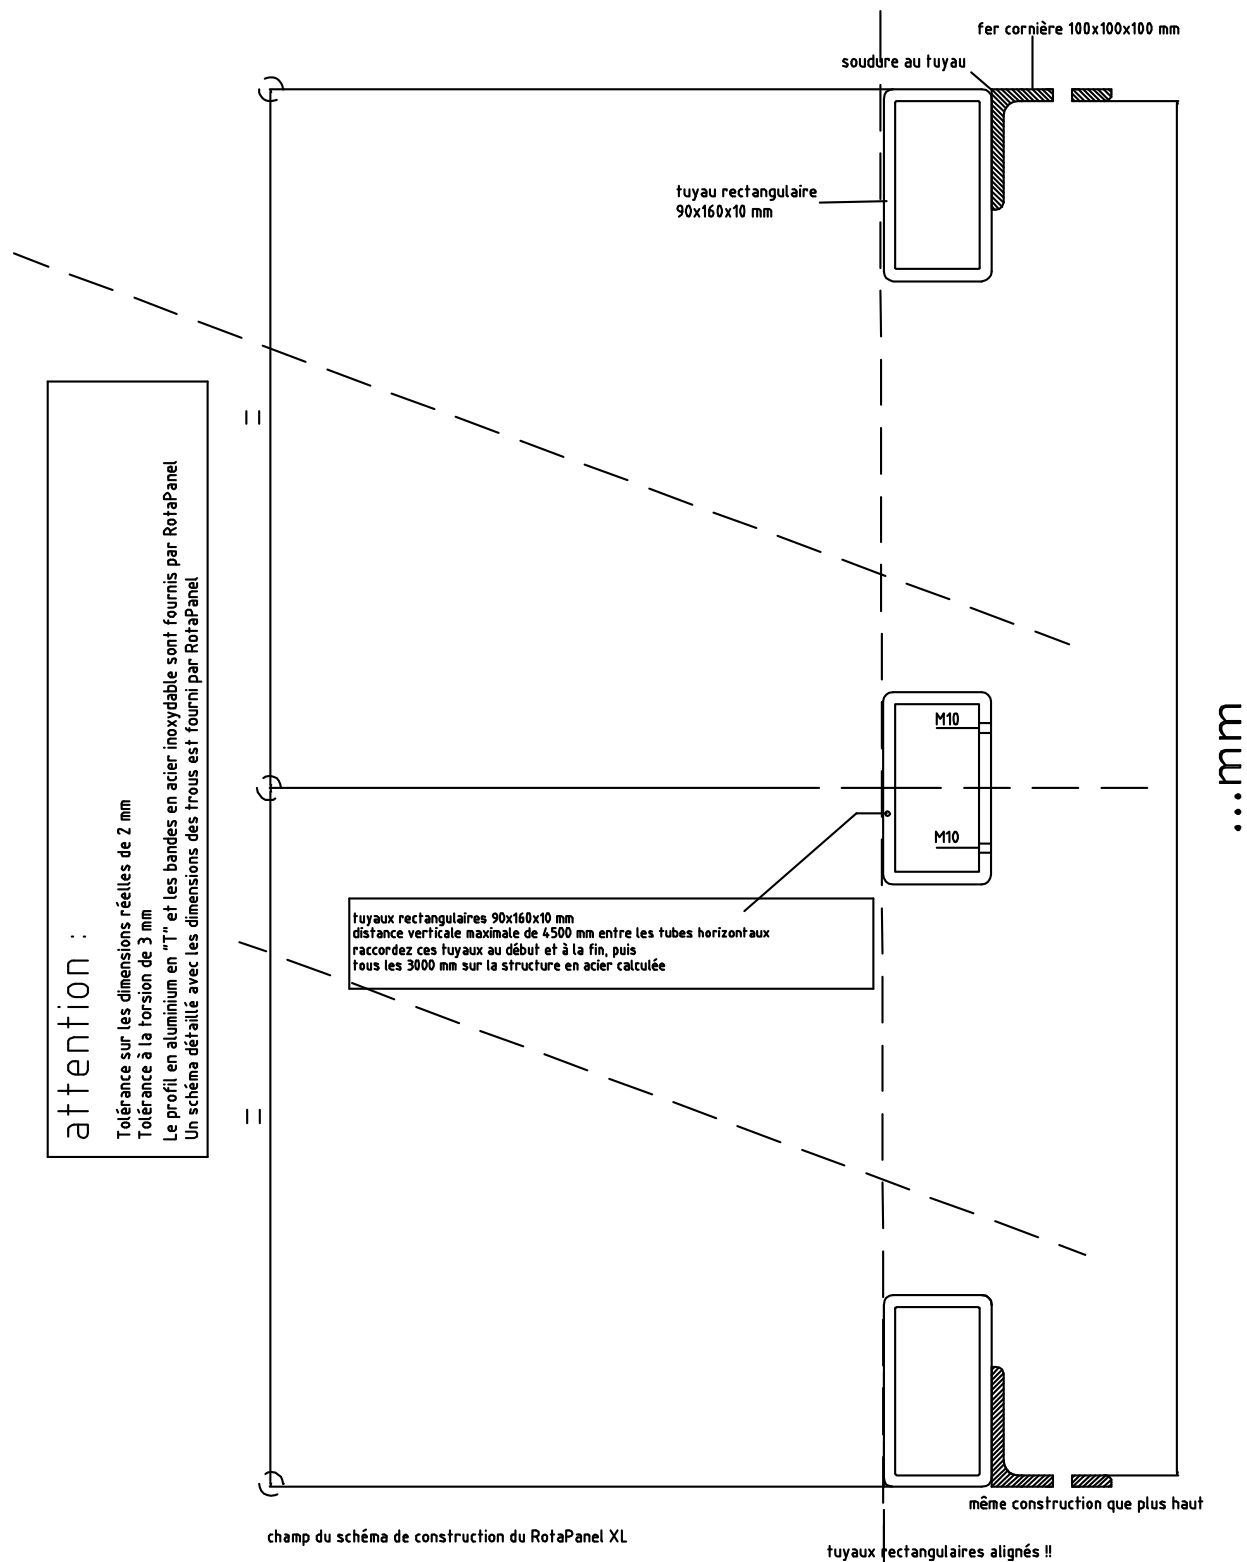 fer cornière 100x100x100 mm
soudure au tuyau
tuyau rectangulaire
90x160x10 mm
attention :
Tolérance sur les dimensions réelles de 2 mm
Tolérance à la torsion de 3 mm
Le profil en aluminium en "T" et les bandes en acier inoxydable sont fournis par RotaPanel
Un schéma détaillé avec les dimensions des trous est fourni par RotaPanel
M10
M10
...mm
tuyaux rectangulaires 90x160x10 mm
distance verticale maximale de 4500 mm entre les tubes horizontaux
raccordez ces tuyaux au début et à la fin, puis
tous les 3000 mm sur la structure en acier calculée
même construction que plus haut
champ du schéma de construction du RotaPanel XL
tuyaux rectangulaires alignés !!